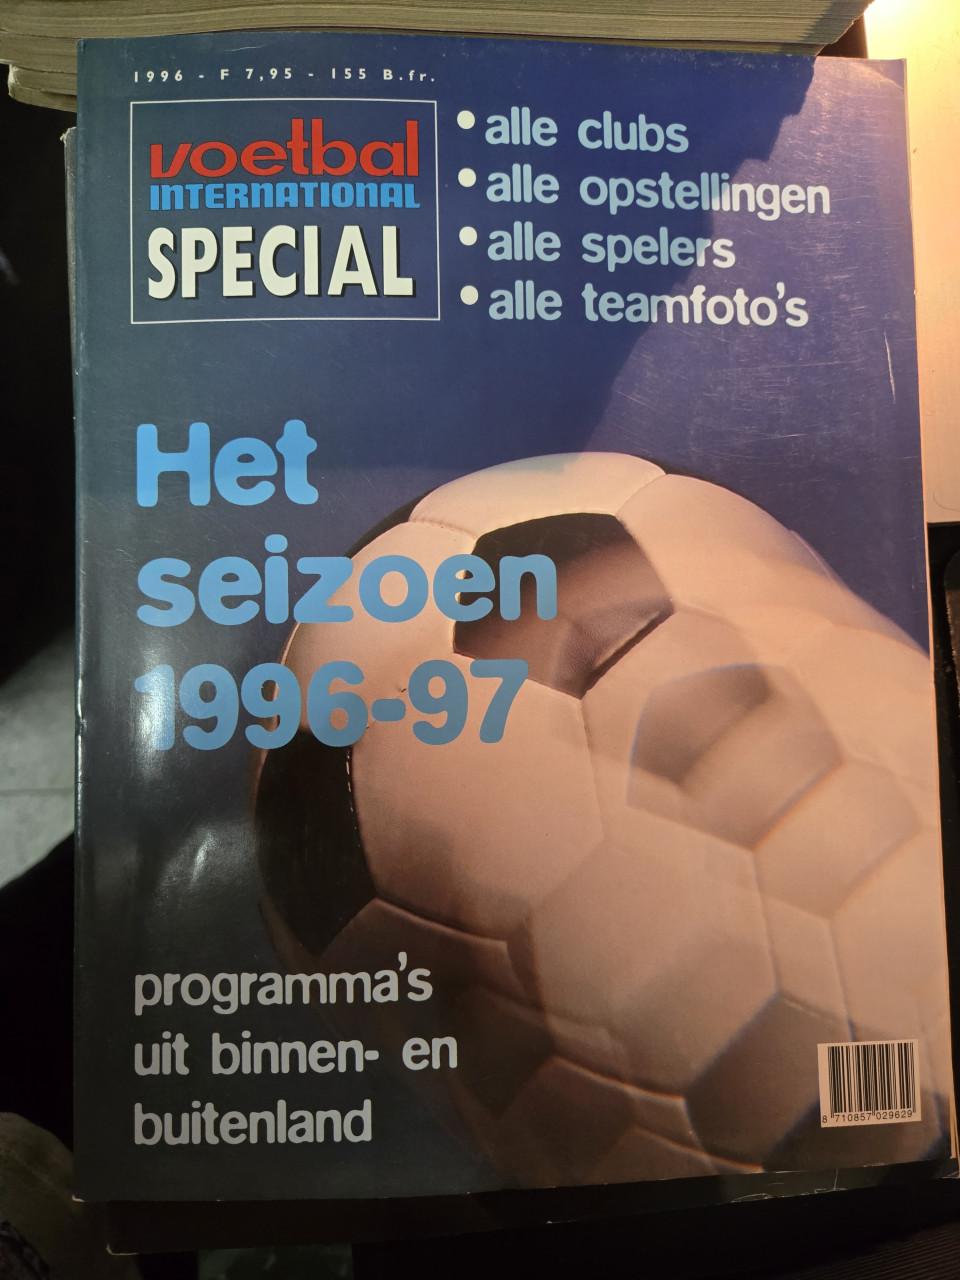 1996 - F 7,95 - 155 B.fr.
voetbal
INTERNATIONAL
SPECIAL
• alle clubs
• alle opstellingen
• alle spelers
• alle teamfoto's
Het
seizoen
1996-97
programma's
uit binnen- en
buitenland
8 710857 029629